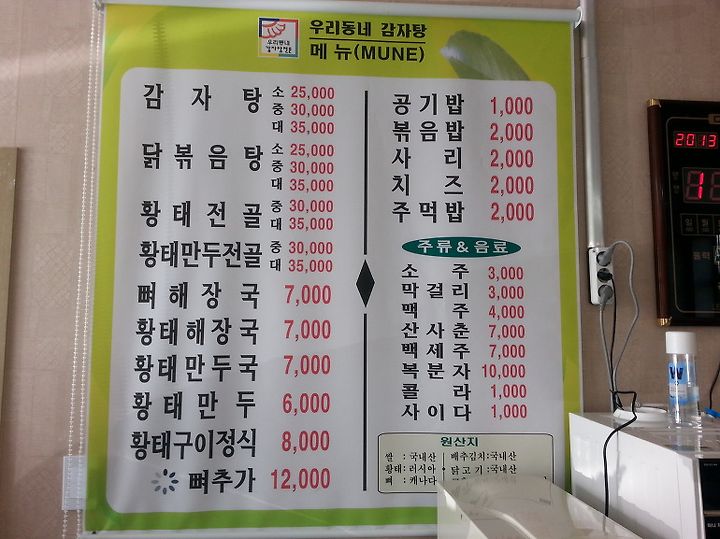 우리동네
우리동네 감자탕
메뉴(MUNE)
감자탕 소 25,000
중 30,000
대 35,000
닭볶음탕 소 25,000
중 30,000
대 35,000
황태전골 중 30,000
대 35,000
황태만두전골 중 30,000
대 35,000
뼈해장국 7,000
황태해장국 7,000
황태만두국 7,000
황태만두 6,000
황태구이정식 8,000
뼈추가 12,000
공기밥 1,000
볶음밥 2,000
사리 2,000
치즈 2,000
주먹밥 2,000
주류&음료
소주 3,000
막걸리 3,000
맥주 4,000
산사춘 7,000
백세주 7,000
복분자 10,000
콜라 1,000
사이다 1,000
원산지
쌀 : 국내산 배추김치:국내산
황태: 러시아 닭고기 :국내산
뼈 : 캐나다
2013
1
W